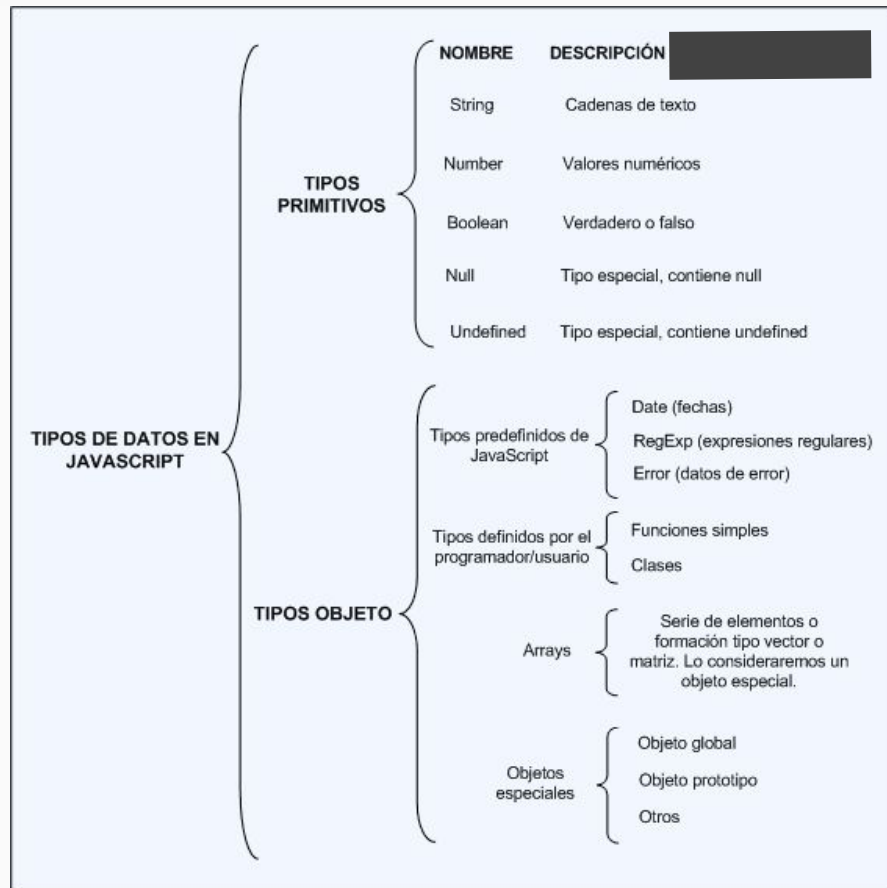 NOMBRE DESCRIPCIÓN
String Cadenas de texto
Number Valores numéricos
TIPOS
PRIMITIVOS
Boolean Verdadero o falso
Null Tipo especial, contiene null
Undefined Tipo especial, contiene undefined
TIPOS DE DATOS EN
JAVASCRIPT
TIPOS OBJETO
Tipos predefinidos de
JavaScript
Date (fechas)
RegExp (expresiones regulares)
Error (datos de error)
Tipos definidos por el
programador/usuario
Funciones simples
Clases
Arrays
Serie de elementos o
formación tipo vector o
matriz. Lo consideraremos un
objeto especial.
Objetos
especiales
Objeto global
Objeto prototipo
Otros